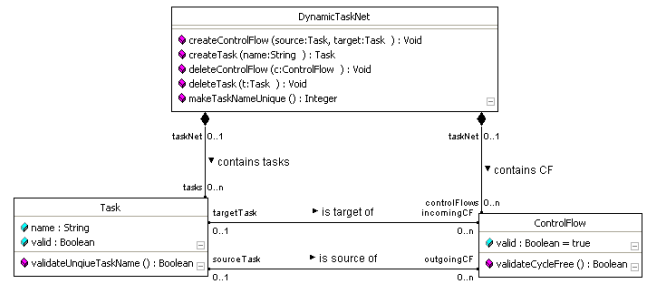 DynamicTaskNet
createControlFlow (source:Task, target:Task ) : Void
createTask (name:String ) : Task
deleteControlFlow (c:ControlFlow ) : Void
deleteTask (t:Task ) : Void
makeTaskNameUnique () : Integer
taskNet 0..1
taskNet 0..1
▼ contains tasks
▼ contains CF
tasks 0..n
controlFlows 0..n
Task
name : String
valid : Boolean
validateUnqiueTaskName () : Boolean
targetTask ► is target of incomingCF
0..1 0..n
sourceTask ► is source of outgoingCF
0..1 0..n
ControlFlow
valid : Boolean = true
validateCycleFree () : Boolean